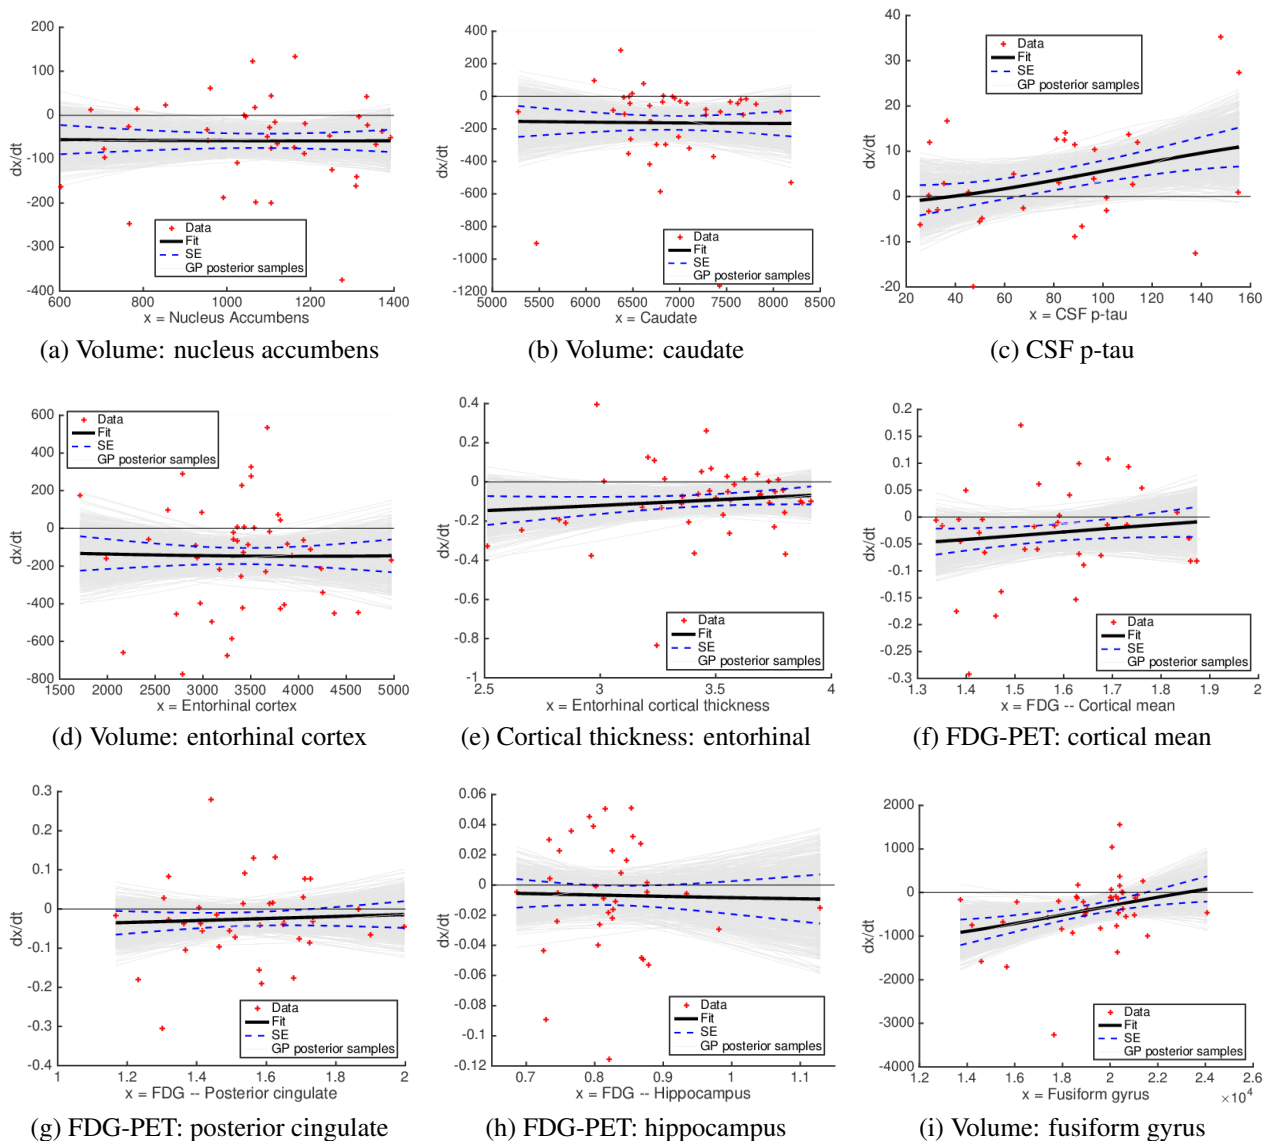 200
100
0
-100
-200
-300
-400
dx/dt
Data
Fit
SE
GP posterior samples
600 800 1000 1200 1400
x = Nucleus Accumbens
(a) Volume: nucleus accumbens
400
200
0
-200
-400
-600
-800
-1000
-1200
dx/dt
Data
Fit
SE
GP posterior samples
5000 5500 6000 6500 7000 7500 8000 8500
x = Caudate
(b) Volume: caudate
40
30
20
10
0
-10
-20
dx/dt
Data
Fit
SE
GP posterior samples
20 40 60 80 100 120 140 160
x = CSF p-tau
(c) CSF p-tau
600
400
200
0
-200
-400
-600
-800
dx/dt
Data
Fit
SE
GP posterior samples
1500 2000 2500 3000 3500 4000 4500 5000
x = Entorhinal cortex
(d) Volume: entorhinal cortex
0.4
0.2
0
-0.2
-0.4
-0.6
-0.8
-1
dx/dt
Data
Fit
SE
GP posterior samples
2.5 3 3.5 4
x = Entorhinal cortical thickness
(e) Cortical thickness: entorhinal
0.2
0.15
0.1
0.05
0
-0.05
-0.1
-0.15
-0.2
-0.25
-0.3
dx/dt
Data
Fit
SE
GP posterior samples
1.3 1.4 1.5 1.6 1.7 1.8 1.9 2
x = FDG -- Cortical mean
(f) FDG-PET: cortical mean
0.3
0.2
0.1
0
-0.1
-0.2
-0.3
-0.4
dx/dt
Data
Fit
SE
GP posterior samples
1 1.2 1.4 1.6 1.8 2
x = FDG -- Posterior cingulate
(g) FDG-PET: posterior cingulate
0.06
0.04
0.02
0
-0.02
-0.04
-0.06
-0.08
-0.1
-0.12
dx/dt
Data
Fit
SE
GP posterior samples
0.7 0.8 0.9 1 1.1
x = FDG -- Hippocampus
(h) FDG-PET: hippocampus
2000
1000
0
-1000
-2000
-3000
-4000
dx/dt
Data
Fit
SE
GP posterior samples
1.2 1.4 1.6 1.8 2 2.2 2.4 2.6
x = Fusiform gyrus ×10⁴
(i) Volume: fusiform gyrus